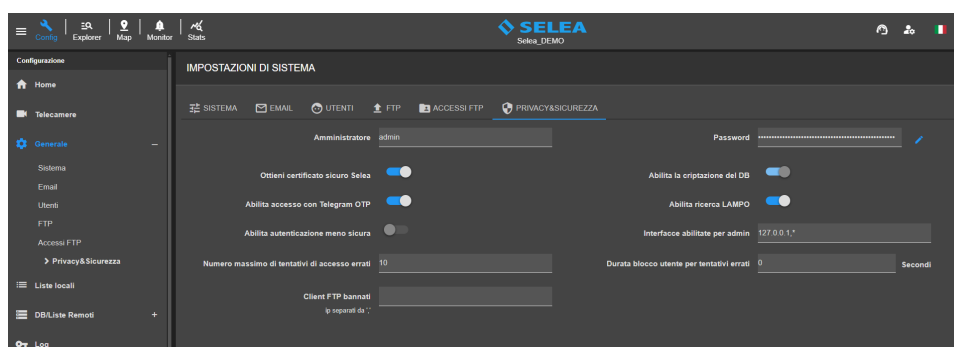 Config
Explorer
Map
Monitor
Stats
SELEA
Selea_DEMO
Configurazione
Home
Telecamere
Generale
Sistema
Email
Utenti
FTP
Accessi FTP
Privacy&Sicurezza
Liste locali
DB/Liste Remoti
Log
IMPOSTAZIONI DI SISTEMA
SISTEMA
EMAIL
UTENTI
FTP
ACCESSI FTP
PRIVACY&SICUREZZA
Amministratore admin
Password
Ottieni certificato sicuro Selea
Abilita la criptazione del DB
Abilita accesso con Telegram OTP
Abilita ricerca LAMPO
Abilita autenticazione meno sicura
Interfacce abilitate per admin 127.0.0.1,*
Numero massimo di tentativi di accesso errati 10
Durata blocco utente per tentativi errati 0 Secondi
Client FTP bannati
ip separati da ','